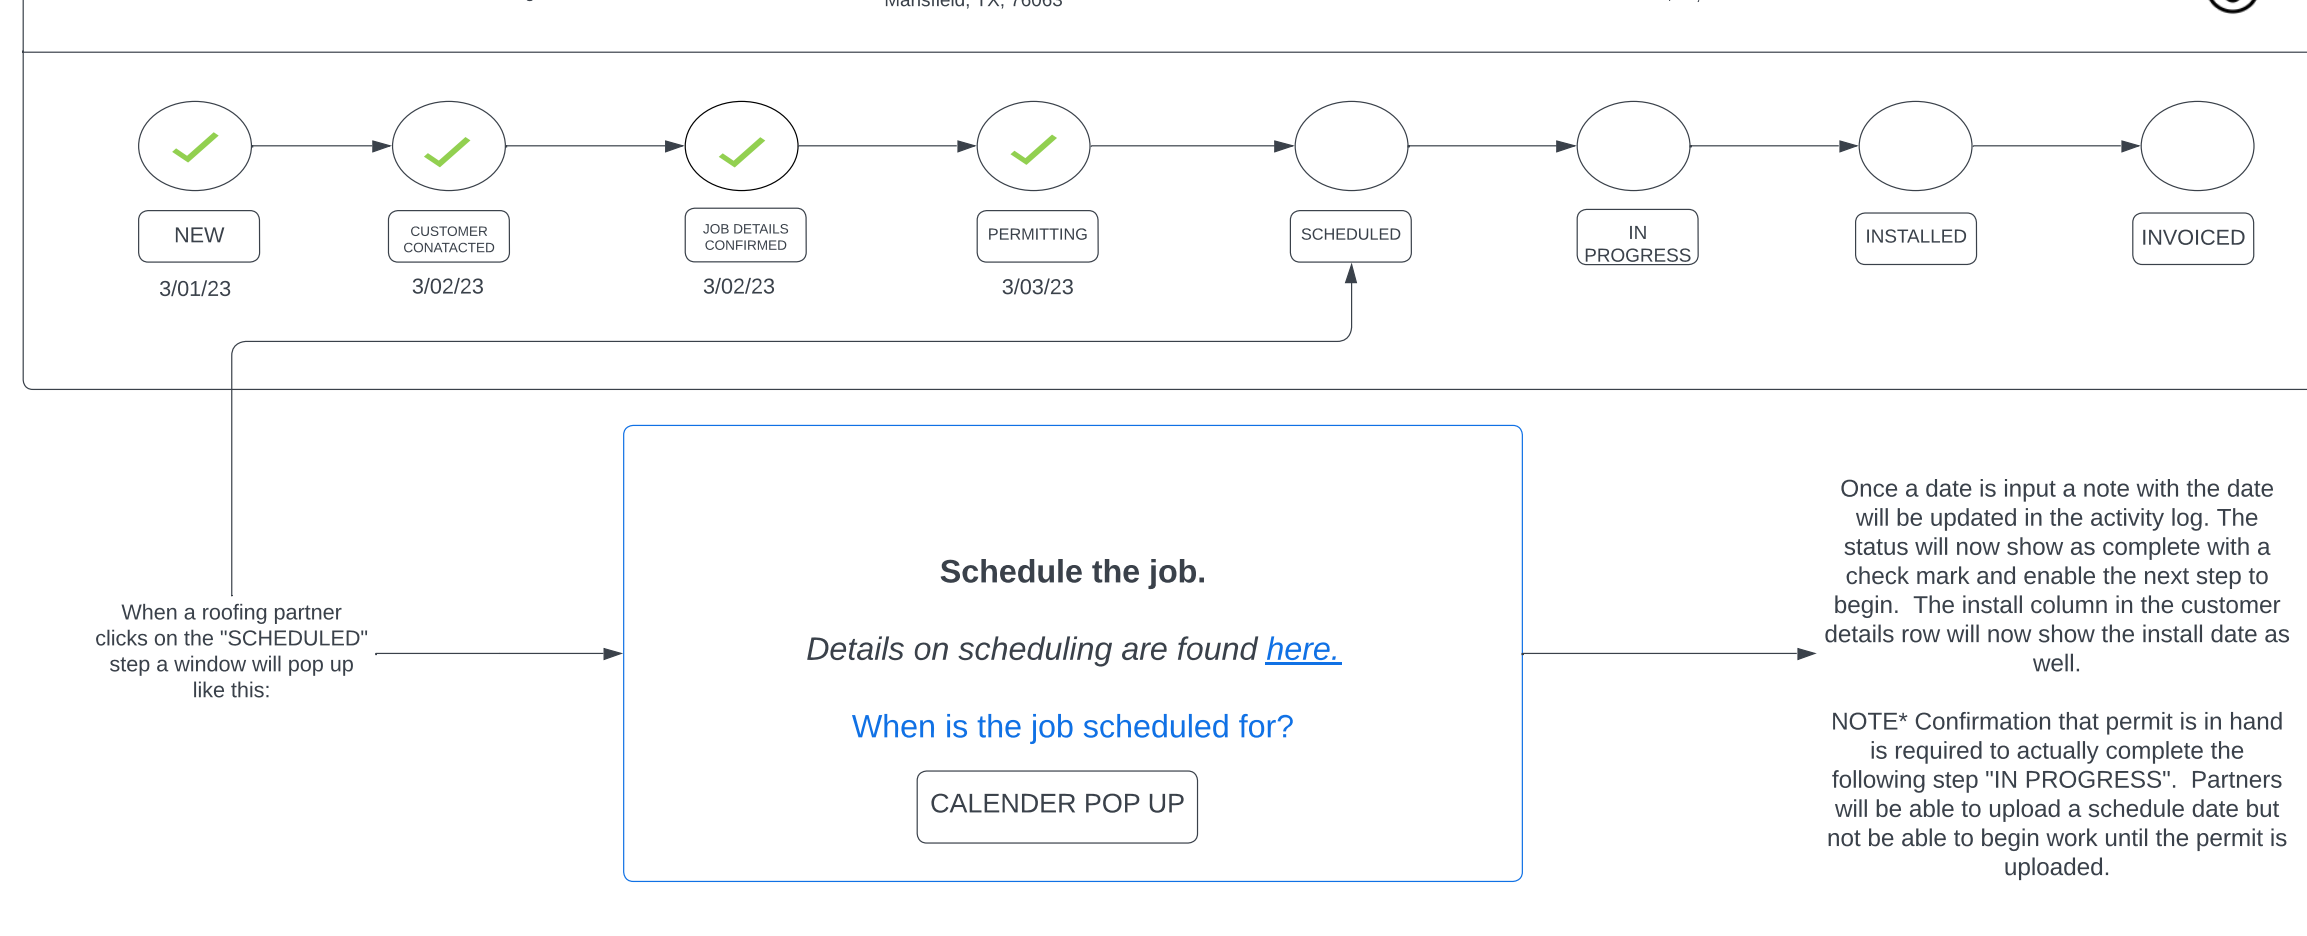 Mansfield, TX, 76063
NEW
CUSTOMER
CONATACTED
JOB DETAILS
CONFIRMED
PERMITTING
SCHEDULED
IN
PROGRESS
INSTALLED
INVOICED
3/01/23
3/02/23
3/02/23
3/03/23
When a roofing partner
clicks on the "SCHEDULED"
step a window will pop up
like this:
Schedule the job.
Details on scheduling are found here.
When is the job scheduled for?
CALENDER POP UP
Once a date is input a note with the date
will be updated in the activity log. The
status will now show as complete with a
check mark and enable the next step to
begin.  The install column in the customer
details row will now show the install date as
well.
NOTE* Confirmation that permit is in hand
is required to actually complete the
following step "IN PROGRESS".  Partners
will be able to upload a schedule date but
not be able to begin work until the permit is
uploaded.